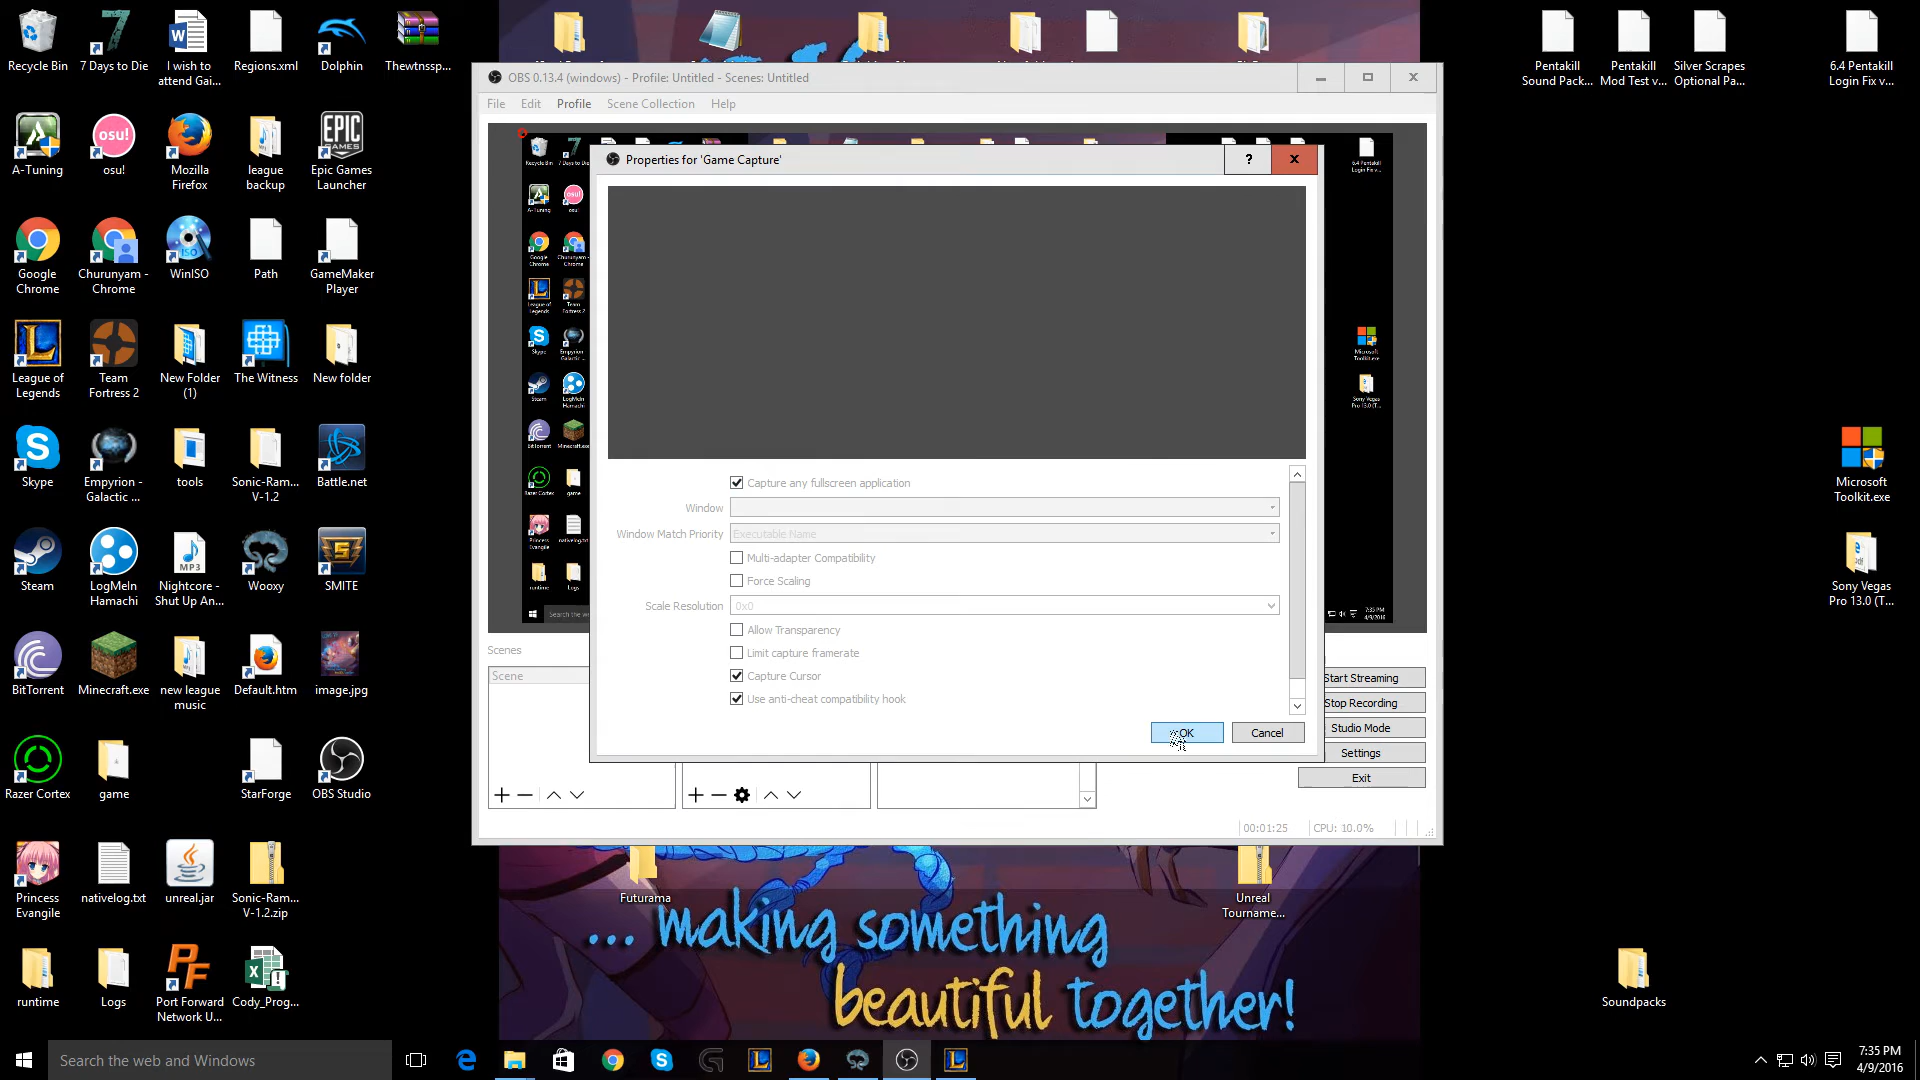 Recycle Bin
7 Days to Die
I wish to
attend Gai...
Regions.xml
Dolphin
Thewtnssp...
A-Tuning
osu!
Mozilla
Firefox
league
backup
Epic Games
Launcher
Google
Chrome
Churunyam -
Chrome
WinISO
Path
GameMaker
Player
League of
Legends
Team
Fortress 2
New Folder
(1)
The Witness
New folder
Skype
Empyrion -
Galactic ...
tools
Sonic-Ram...
V-1.2
Battle.net
Steam
LogMeIn
Hamachi
MP3
Nightcore -
Shut Up An...
Wooxy
SMITE
BitTorrent
Minecraft.exe
new league
music
Default.htm
image.jpg
Razer Cortex
game
StarForge
OBS Studio
Princess
Evangile
nativelog.txt
unreal.jar
Sonic-Ram...
V-1.2.zip
runtime
Logs
Port Forward
Network U...
Cody_Prog...
OBS 0.13.4 (windows) - Profile: Untitled - Scenes: Untitled
File Edit Profile Scene Collection Help
Properties for 'Game Capture'
?
Capture any fullscreen application
Window
Window Match Priority
Executable Name
Multi-adapter Compatibility
Force Scaling
Scale Resolution
0x0
Allow Transparency
Limit capture framerate
Capture Cursor
Use anti-cheat compatibility hook
OK
Cancel
Scenes
Scene
Start Streaming
Stop Recording
Studio Mode
Settings
Exit
00:01:25
CPU: 10.0%
Futurama
Unreal
Tourname...
... making something
beautiful together!
Pentakill
Sound Pack...
Pentakill
Mod Test v...
Silver Scrapes
Optional Pa...
6.4 Pentakill
Login Fix v...
Microsoft
Toolkit.exe
Sony Vegas
Pro 13.0 (T...
Soundpacks
Search the web and Windows
7:35 PM
4/9/2016